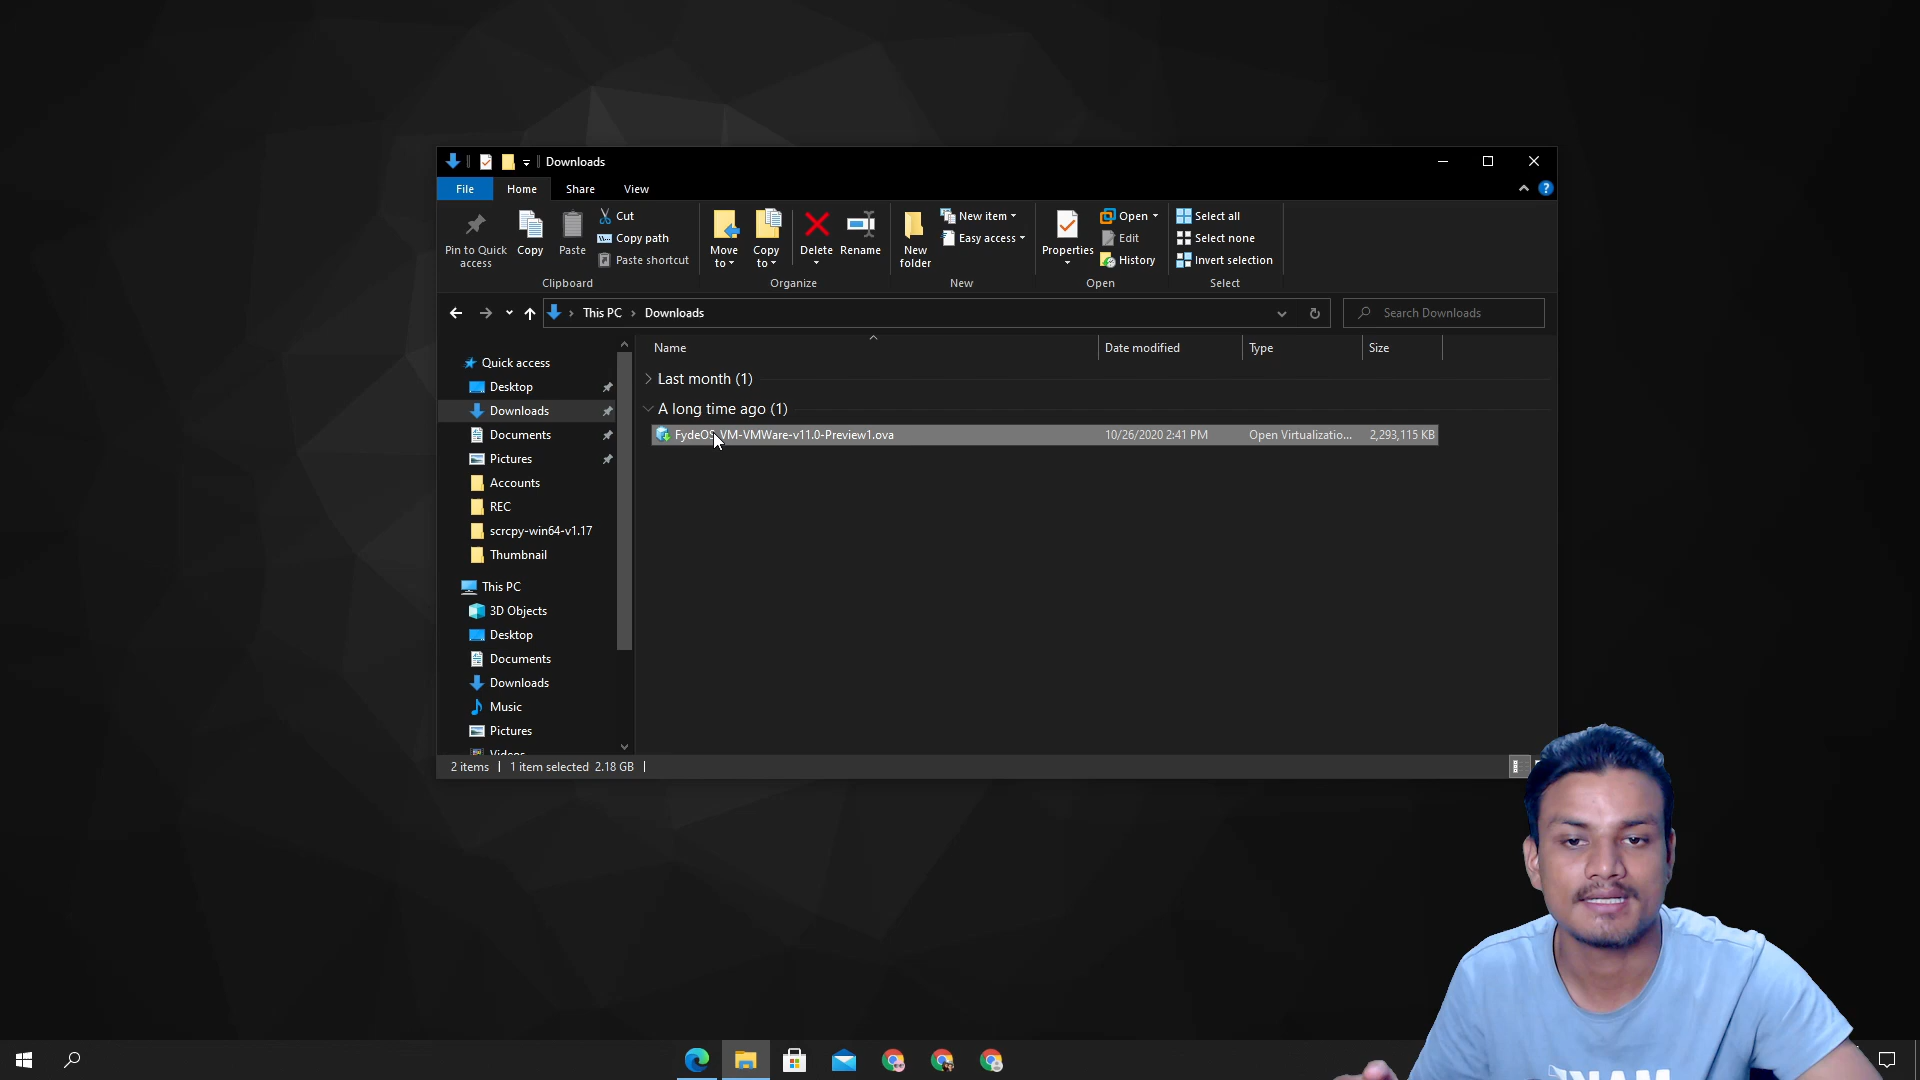 Downloads
File Home Share View
Pin to Quick access
Copy
Paste
Cut
Copy path
Paste shortcut
Clipboard
Move to
Copy to
Delete
Rename
Organize
New folder
New item
Easy access
New
Properties
Open
Edit
History
Open
Select all
Select none
Invert selection
Select
This PC > Downloads
Search Downloads
Name Date modified Type Size
Last month (1)
A long time ago (1)
FydeOS_VM-VMWare-v11.0-Preview1.ova 10/26/2020 2:41 PM Open Virtualizatio... 2,293,115 KB
Quick access
Desktop
Downloads
Documents
Pictures
Accounts
REC
scrcpy-win64-v1.17
Thumbnail
This PC
3D Objects
Desktop
Documents
Downloads
Music
Pictures
Videos
2 items 1 item selected 2.18 GB